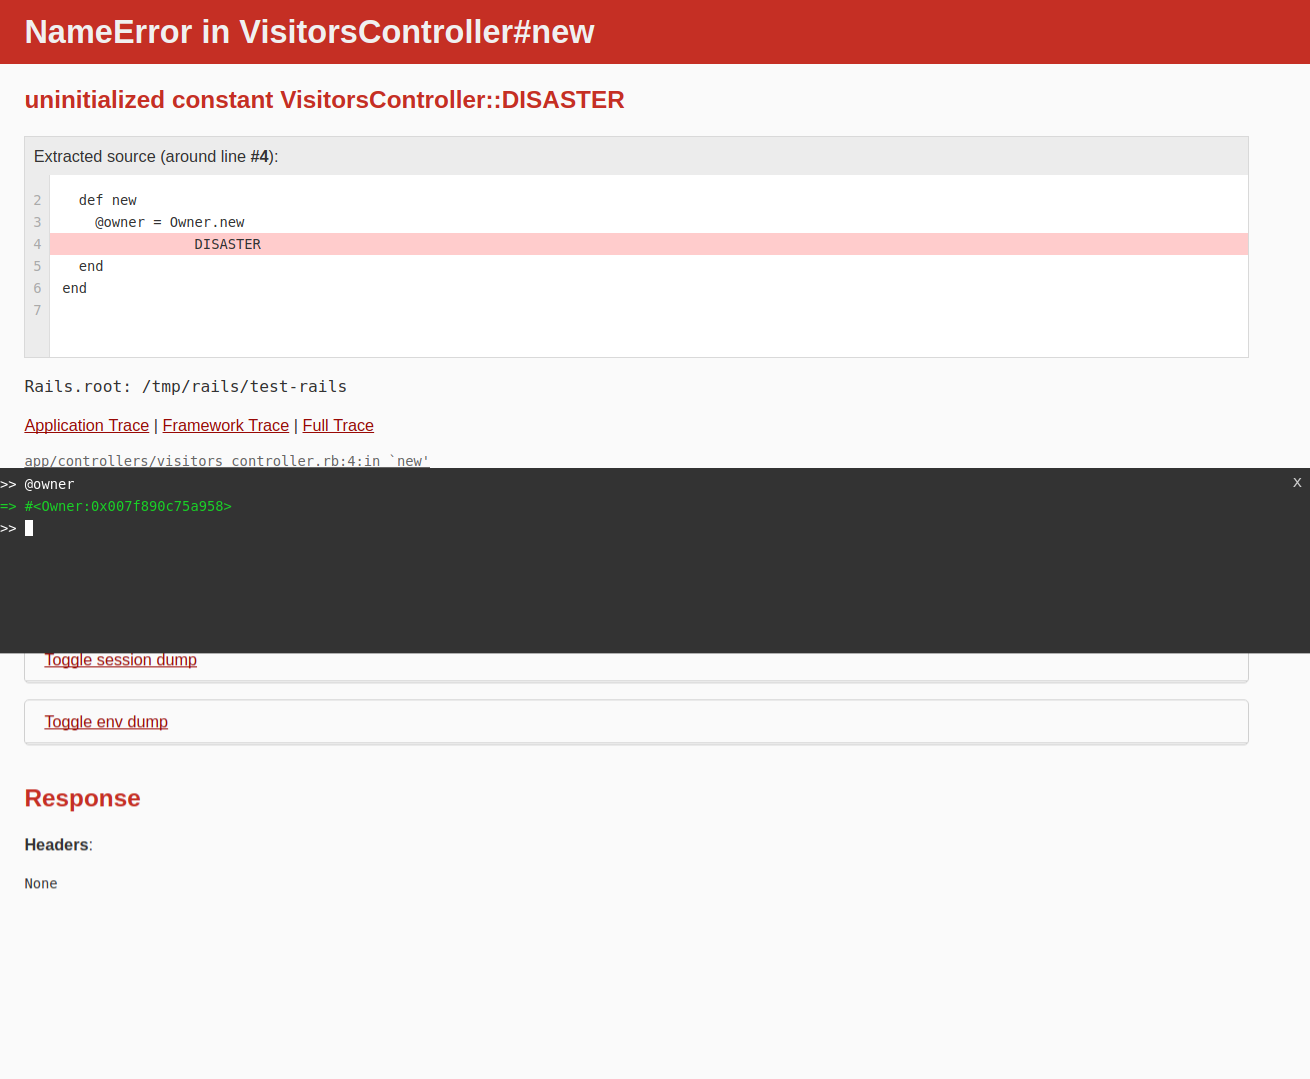 NameError in VisitorsController#new
uninitialized constant VisitorsController::DISASTER
Extracted source (around line #4):
2   def new
3     @owner = Owner.new
4                 DISASTER
5   end
6 end
7
Rails.root: /tmp/rails/test-rails
Application Trace | Framework Trace | Full Trace
app/controllers/visitors_controller.rb:4:in `new'
>> @owner X
=> #<Owner:0x007f890c75a958>
>>
Toggle session dump
Toggle env dump
Response
Headers:
None